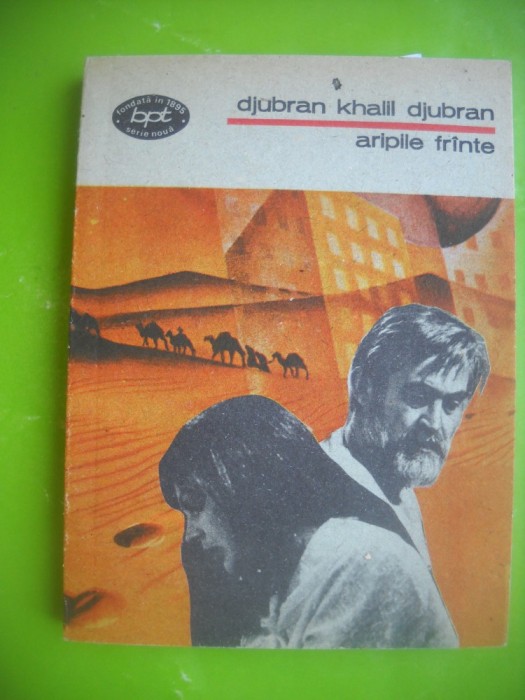 fondată în 1895
bpt
serie nouă
djubran khalil djubran
aripile frînte